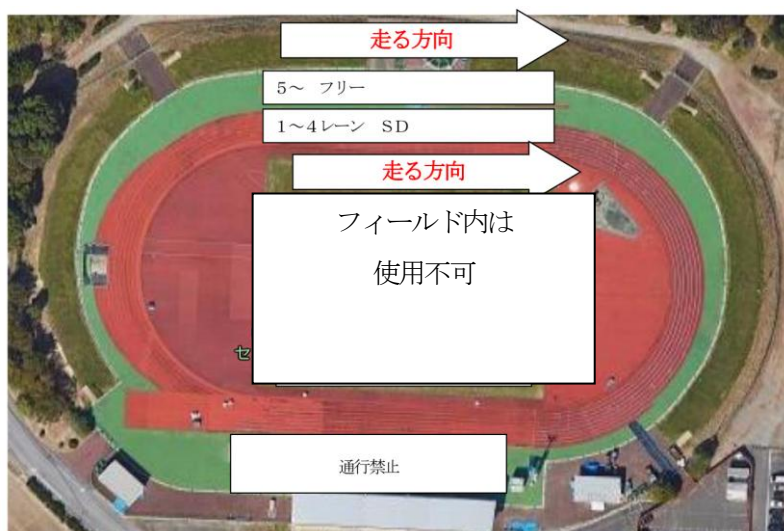 走る方向
５～　フリー
１～４レーン　SD
走る方向
フィールド内は
使用不可
セ
通行禁止